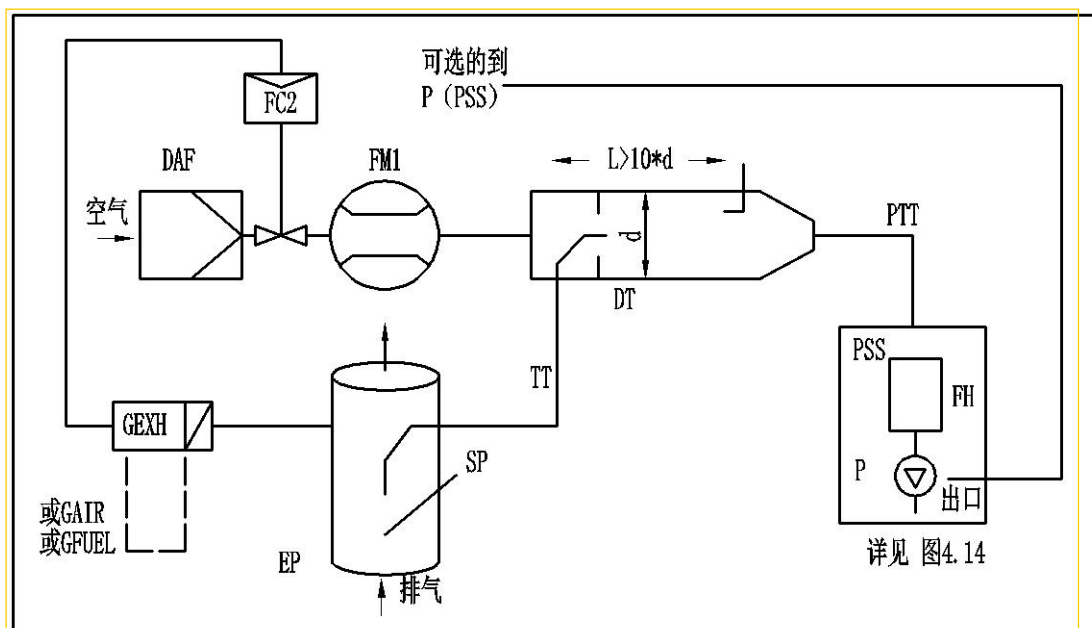 可选的到
P (PSS)
FC2
DAF
FM1
L>10*d
空气
d
PTT
DT
PSS
TT
FH
GEXH
SP
P
出口
或GAIR
或GFUEL
EP
排气
详见 图4.14